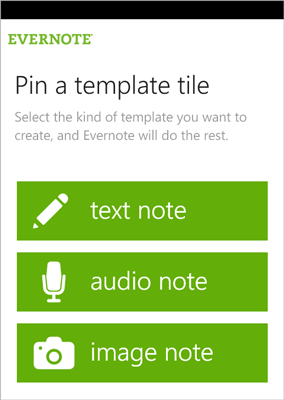 EVERNOTE
Pin a template tile
Select the kind of template you want to
create, and Evernote will do the rest.
text note
audio note
image note